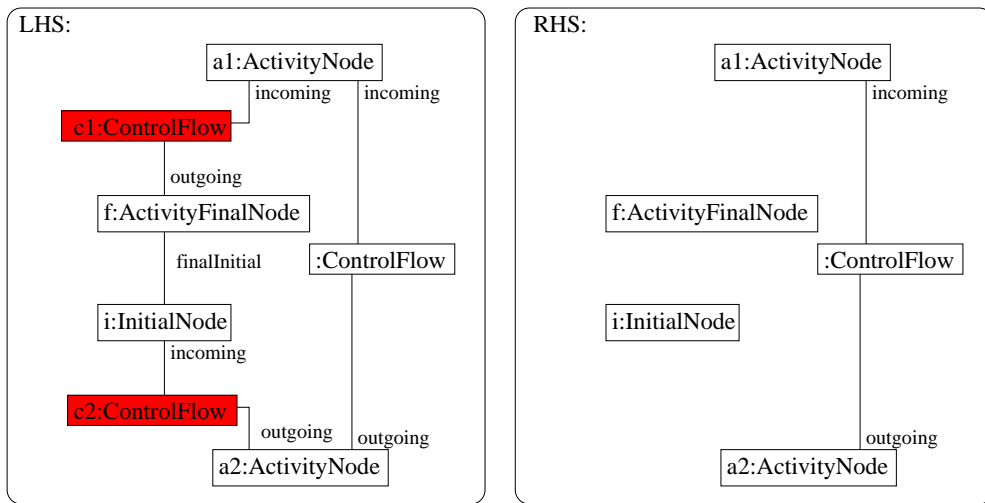 LHS:
a1:ActivityNode
incoming
incoming
c1:ControlFlow
outgoing
f:ActivityFinalNode
finalInitial
:ControlFlow
i:InitialNode
incoming
c2:ControlFlow
outgoing
outgoing
a2:ActivityNode
RHS:
a1:ActivityNode
incoming
f:ActivityFinalNode
:ControlFlow
i:InitialNode
outgoing
a2:ActivityNode